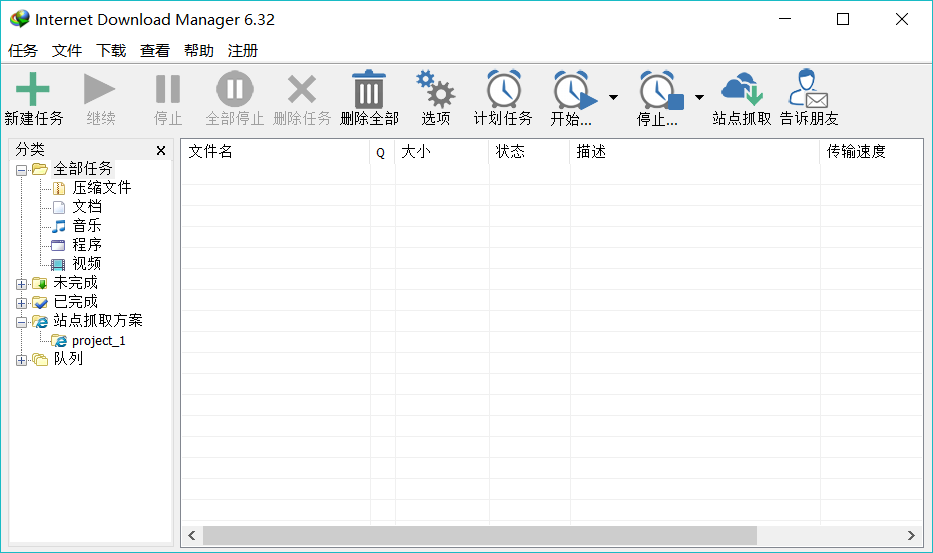 Internet Download Manager 6.32
任务 文件 下载 查看 帮助 注册
新建任务 继续 停止 全部停止 删除任务 删除全部 选项 计划任务 开始... 停止... 站点抓取 告诉朋友
分类
全部任务
压缩文件
文档
音乐
程序
视频
未完成
已完成
站点抓取方案
project_1
队列
文件名 Q 大小 状态 描述 传输速度